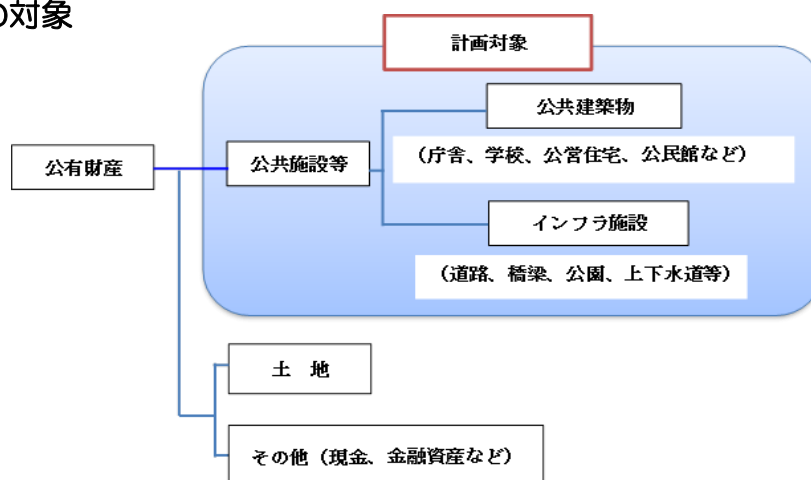 の対象
計画対象
公共建築物
（庁舎、学校、公営住宅、公民館など）
公有財産
公共施設等
インフラ施設
（道路、橋梁、公園、上下水道等）
土　地
その他（現金、金融資産など）